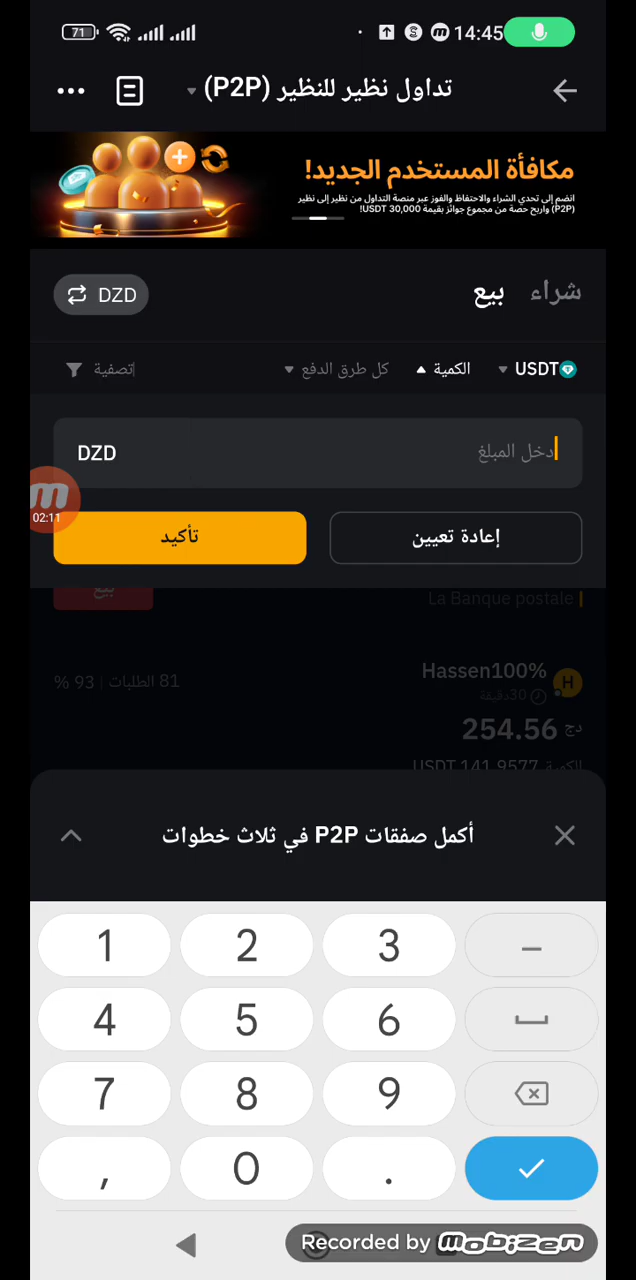 71
14:45
تداول نظير للنظير (P2P)
مكافأة المستخدم الجديد!
انضم إلى تحدي الشراء والاحتفاظ والفوز عبر منصة التداول من نظير إلى نظير
(P2P) واربح حصة من مجموع جوائز بقيمة 30,000 USDT!
شراء
بيع
DZD
USDT
الكمية
كل طرق الدفع
تصفية
دخل المبلغ
DZD
02:11
إعادة تعيين
تأكيد
La Banque postale
بيع
Hassen100%
81 الطلبات | 93 %
H
30دقيقة
دج 254.56
الكمية 141.9577 USDT
أكمل صفقات P2P في ثلاث خطوات
1 2 3 –
4 5 6
7 8 9
, 0 .
Recorded by Mobizen